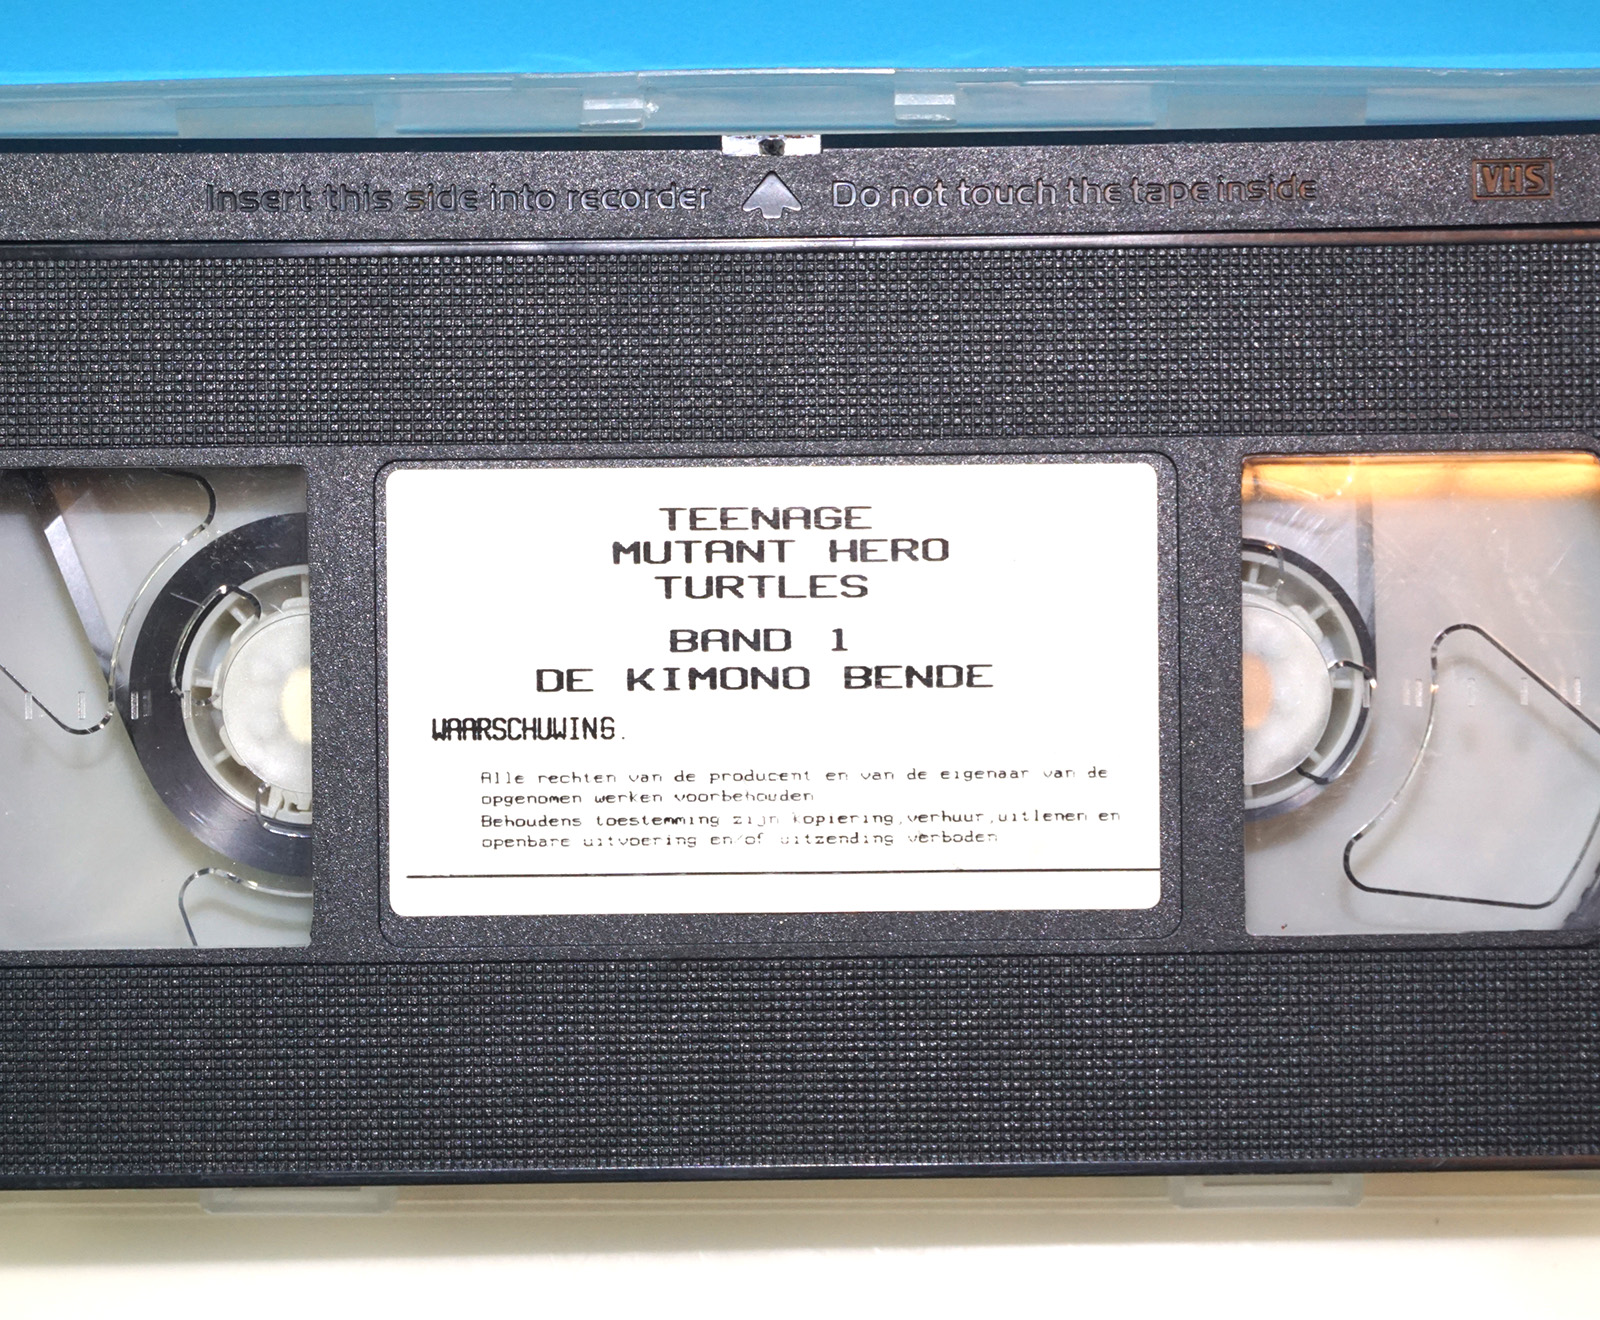 Insert this side into recorder Do not touch the tape inside VHS
TEENAGE
MUTANT HERO
TURTLES
BAND 1
DE KIMONO BENDE
WAARSCHUWING.
Alle rechten van de producent en van de eigenaar van de
opgenomen werken voorbehouden
Behoudens toestemming zijn kopiering,verhuur,uitlenen en
openbare uitvoering en/of uitzending verboden